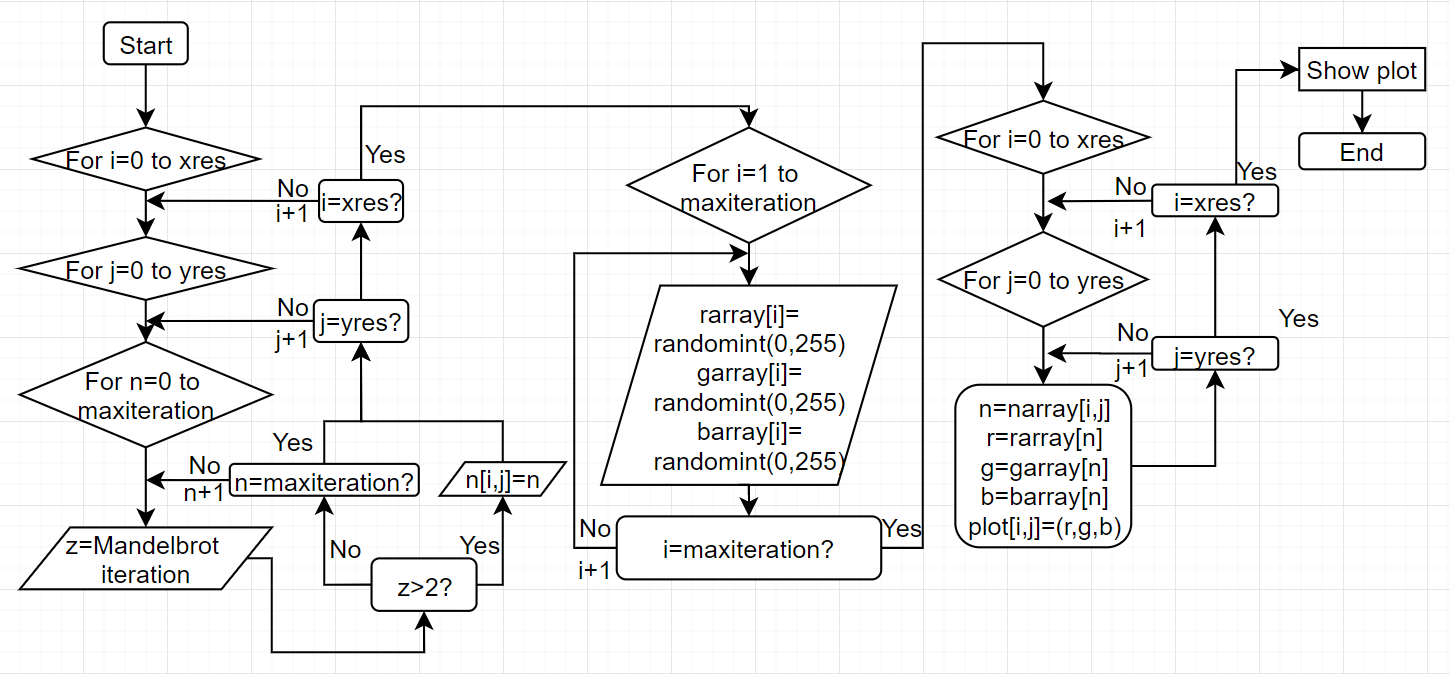 Start
For i=0 to xres
Yes
No
i+1
i=xres?
For j=0 to yres
No
j+1
j=yres?
For n=0 to
maxiteration
Yes
No
n+1
n=maxiteration?
n[i,j]=n
z=Mandelbrot
iteration
No
Yes
z>2?
For i=1 to
maxiteration
rarray[i]=
randomint(0,255)
garray[i]=
randomint(0,255)
barray[i]=
randomint(0,255)
No
i+1
i=maxiteration?
Yes
For i=0 to xres
No
i+1
i=xres?
Yes
For j=0 to yres
No
j+1
j=yres?
Yes
n=narray[i,j]
r=rarray[n]
g=garray[n]
b=barray[n]
plot[i,j]=(r,g,b)
Show plot
End